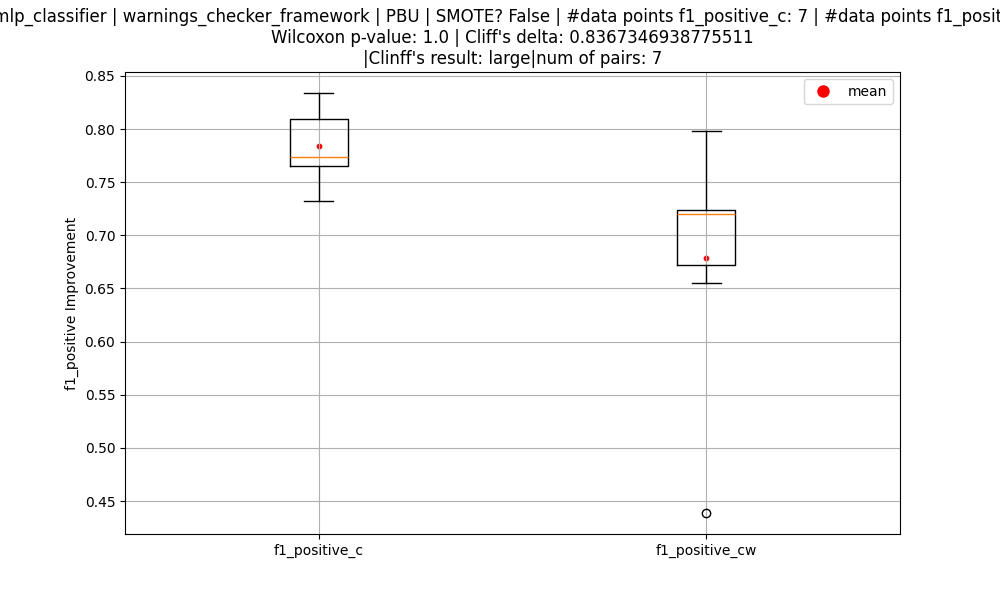 mlp_classifier | warnings_checker_framework | PBU | SMOTE? False | #data points f1_positive_c: 7 | #data points
Wilcoxon p-value: 1.0 | Cliff's delta: 0.8367346938775511
|Clinff's result: large|num of pairs: 7
mean
0.85
0.80
0.75
0.70
0.65
0.60
0.55
0.50
0.45
f1_positive Improvement
f1_positive_c
f1_positive_cw